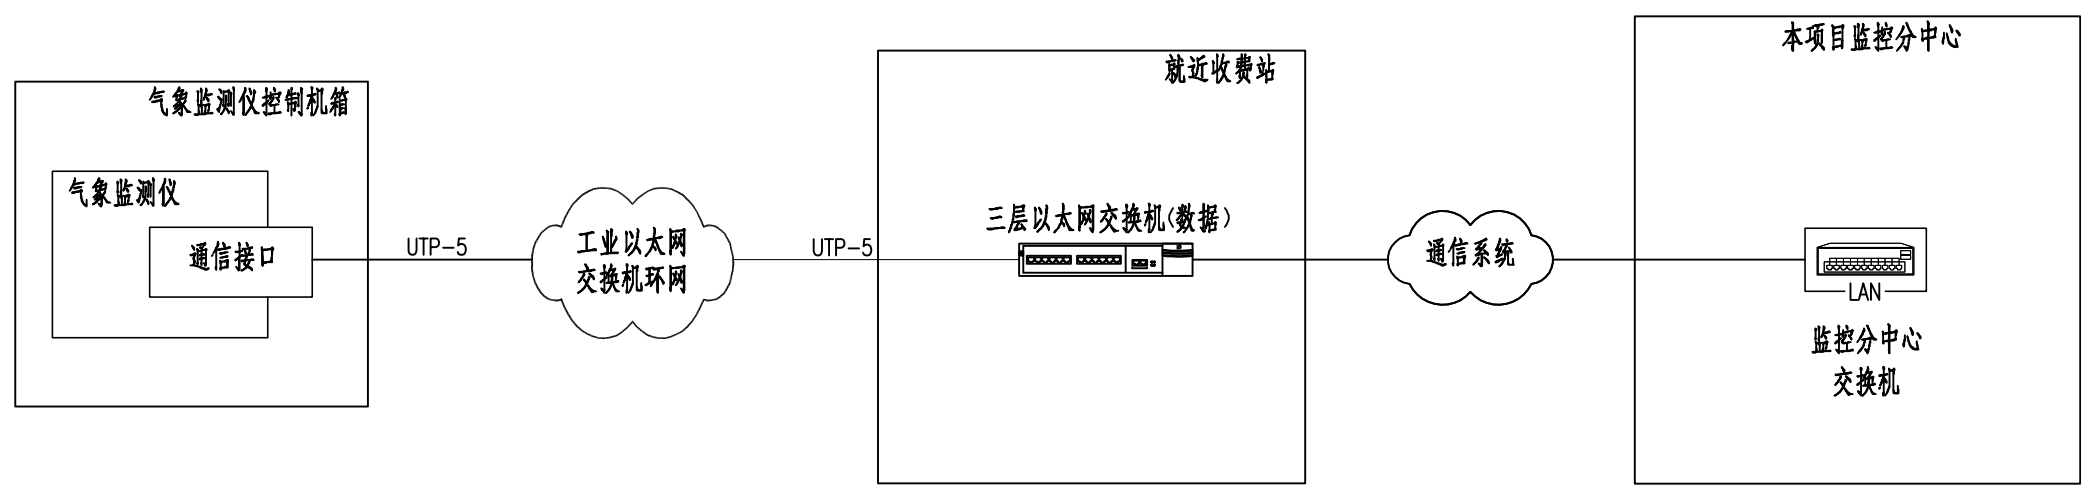 气象监测仪控制机箱
气象监测仪
通信接口
UTP-5
工业以太网
交换机环网
UTP-5
就近收费站
三层以太网交换机(数据)
通信系统
本项目监控分中心
LAN
监控分中心
交换机